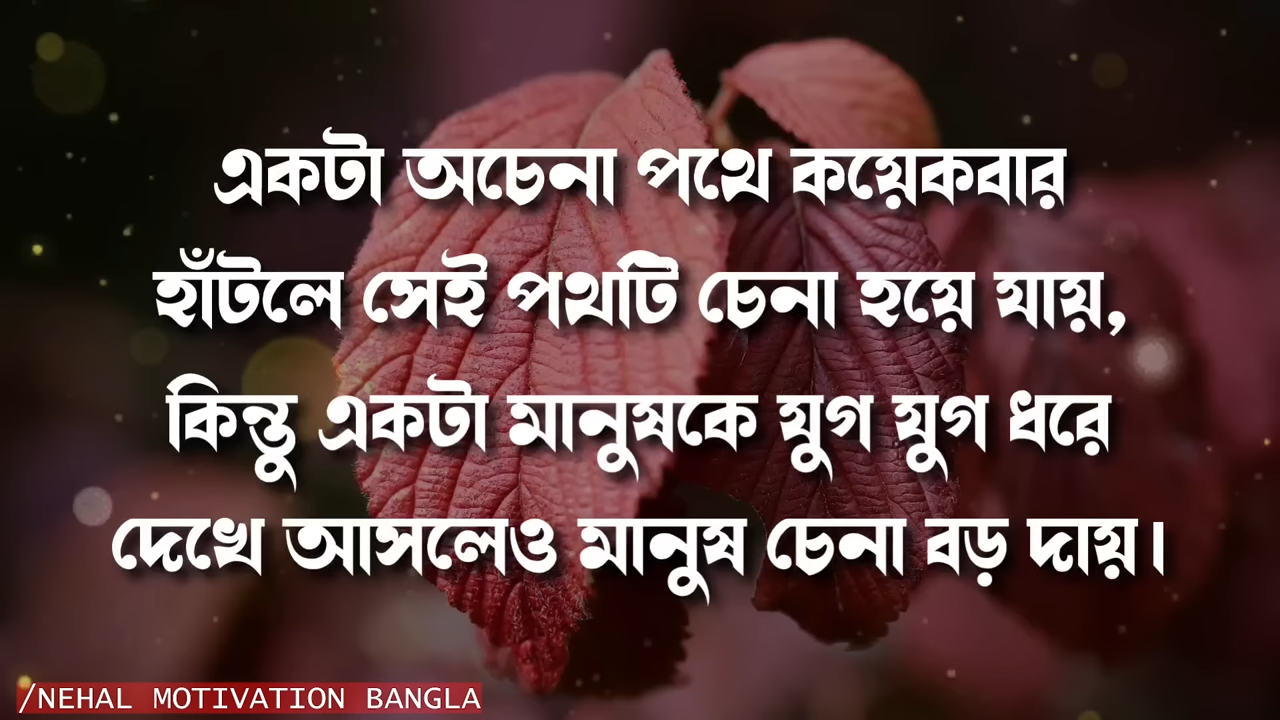 একটা অচেনা পথে কয়েকবার
হাঁটলে সেই পথটি চেনা হয়ে যায়,
কিন্তু একটা মানুষকে যুগ যুগ ধরে
দেখে আসলেও মানুষ চেনা বড় দায়।
/NEHAL MOTIVATION BANGLA